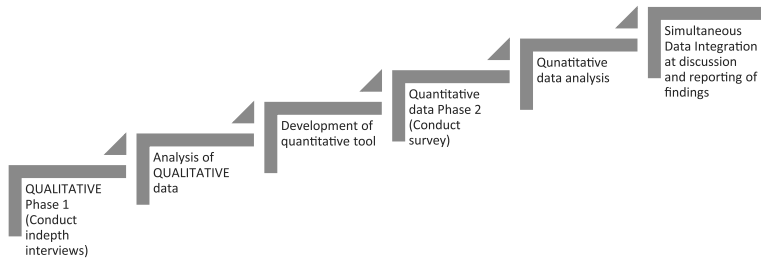 QUALITATIVE
Phase 1
(Conduct
indepth
interviews)
Analysis of
QUALITATIVE
data
Development of
quantitative tool
Quantitative
data Phase 2
(Conduct
survey)
Qunatitative
data analysis
Simultaneous
Data Integration
at discussion
and reporting of
findings